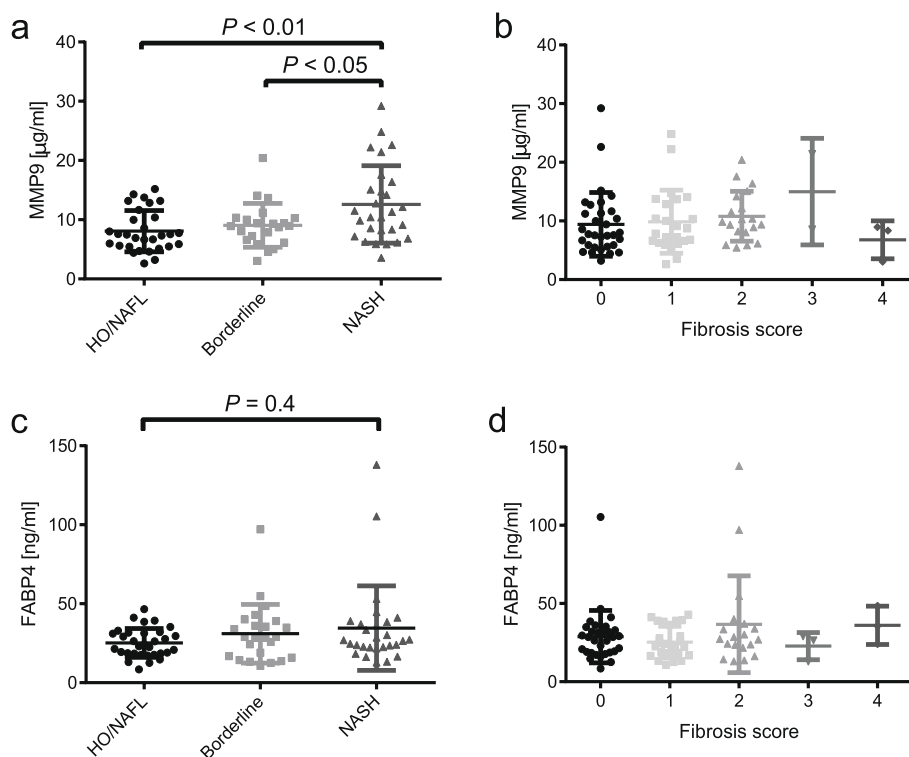 a
P < 0.01
P < 0.05
MMP9 [µg/ml]
40
30
20
10
0
HO/NAFL
Borderline
NASH
b
MMP9 [µg/ml]
40
30
20
10
0
0 1 2 3 4
Fibrosis score
c
P = 0.4
FABP4 [ng/ml]
150
100
50
0
HO/NAFL
Borderline
NASH
d
FABP4 [ng/ml]
150
100
50
0
0 1 2 3 4
Fibrosis score